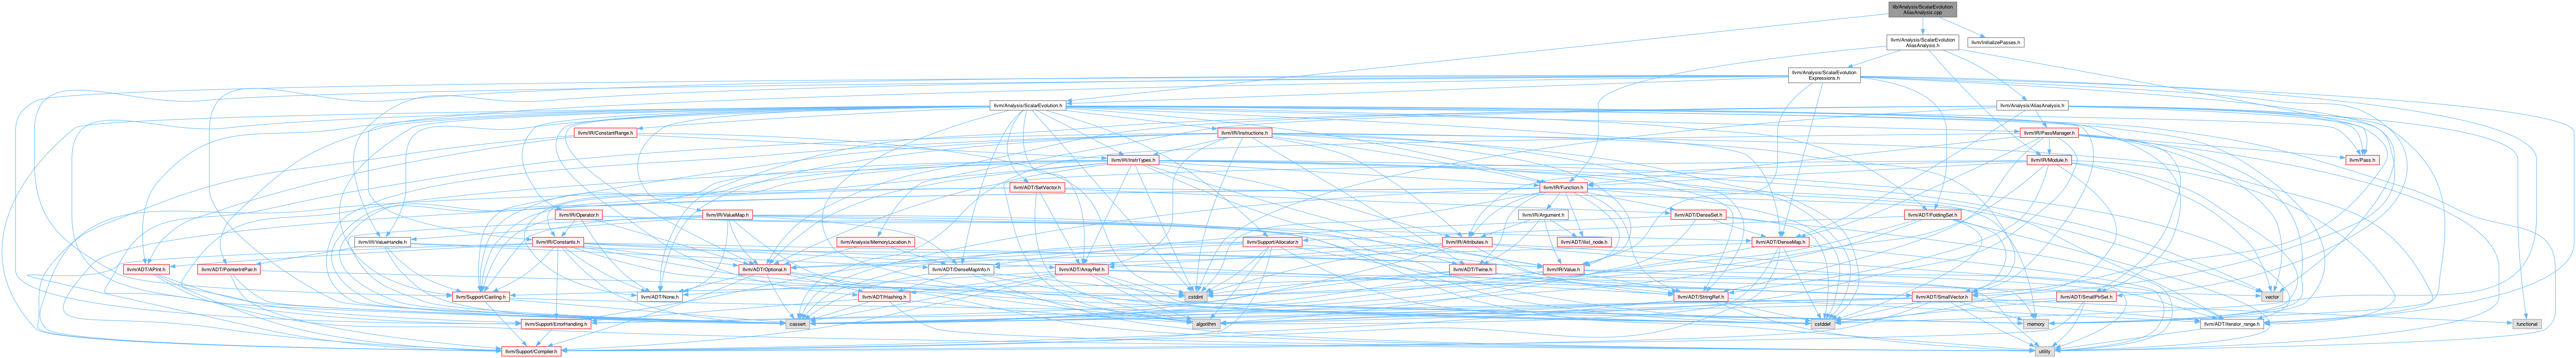 lib/Analysis/ScalarEvolution
AliasAnalysis.cpp
llvm/Analysis/ScalarEvolution
AliasAnalysis.h
llvm/InitializePasses.h
llvm/Analysis/ScalarEvolution
Expressions.h
llvm/Analysis/ScalarEvolution.h
llvm/Analysis/AliasAnalysis.h
llvm/IR/ConstantRange.h
llvm/IR/Instructions.h
llvm/IR/PassManager.h
llvm/IR/InstrTypes.h
llvm/IR/Module.h
llvm/Pass.h
llvm/ADT/SetVector.h
llvm/IR/Function.h
llvm/IR/Operator.h
llvm/IR/ValueMap.h
llvm/IR/Argument.h
llvm/ADT/DenseSet.h
llvm/ADT/FoldingSet.h
llvm/IR/ValueHandle.h
llvm/IR/Constants.h
llvm/Analysis/MemoryLocation.h
llvm/Support/Allocator.h
llvm/IR/Attributes.h
llvm/ADT/ilist_node.h
llvm/ADT/DenseMap.h
llvm/ADT/APInt.h
llvm/ADT/PointerIntPair.h
llvm/ADT/Optional.h
llvm/ADT/DenseMapInfo.h
llvm/ADT/ArrayRef.h
llvm/ADT/Twine.h
llvm/IR/Value.h
llvm/Support/Casting.h
llvm/ADT/None.h
llvm/ADT/Hashing.h
cstdint
llvm/ADT/StringRef.h
llvm/ADT/SmallVector.h
llvm/ADT/SmallPtrSet.h
vector
llvm/Support/ErrorHandling.h
cassert
algorithm
cstddef
memory
llvm/ADT/iterator_range.h
functional
llvm/Support/Compiler.h
utility